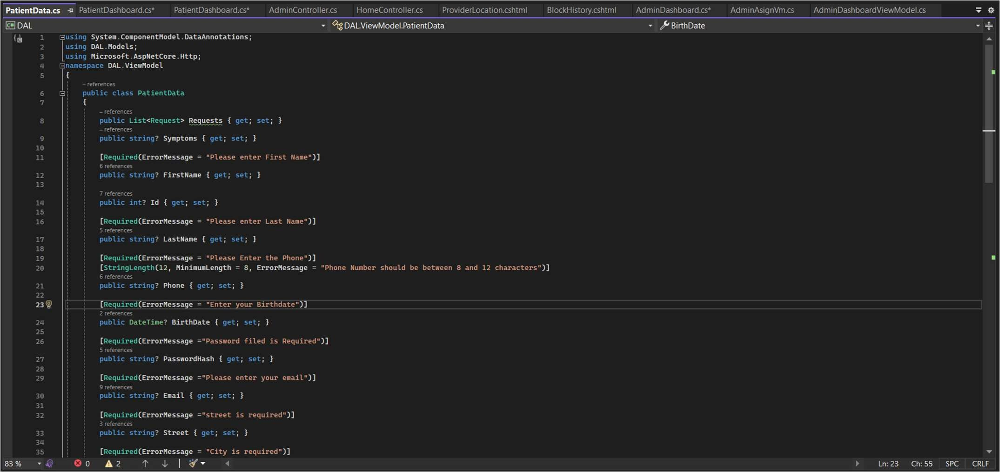 PatientData.cs PatientDashboard.cs* PatientDashboard.cs* AdminController.cs HomeController.cs ProviderLocation.cshtml BlockHistory.cshtml AdminDashboard.cs* AdminAsignVm.cs AdminDashboardViewModel.cs
C# DAL DAL.ViewModel.PatientData BirthDate
1 using System.ComponentModel.DataAnnotations;
2 using DAL.Models;
3 using Microsoft.AspNetCore.Http;
4 namespace DAL.ViewModel
5 {
– references
6 public class PatientData
7 {
– references
8 public List<Request> Requests { get; set; }
– references
9 public string? Symptoms { get; set; }
10
11 [Required(ErrorMessage = "Please enter First Name")]
6 references
12 public string? FirstName { get; set; }
13
7 references
14 public int? Id { get; set; }
15
16 [Required(ErrorMessage = "Please enter Last Name")]
5 references
17 public string? LastName { get; set; }
18
19 [Required(ErrorMessage = "Please Enter the Phone")]
20 [StringLength(12, MinimumLength = 8, ErrorMessage = "Phone Number should be between 8 and 12 characters")]
6 references
21 public string? Phone { get; set; }
22
23 [Required(ErrorMessage = "Enter your Birthdate")]
2 references
24 public DateTime? BirthDate { get; set; }
25
26 [Required(ErrorMessage ="Password filed is Required")]
5 references
27 public string? PasswordHash { get; set; }
28
29 [Required(ErrorMessage ="Please enter your email")]
9 references
30 public string? Email { get; set; }
31
32 [Required(ErrorMessage ="street is required")]
3 references
33 public string? Street { get; set; }
34
35 [Required(ErrorMessage = "City is required")]
83 % 0 2 Ln: 23 Ch: 55 SPC CRLF